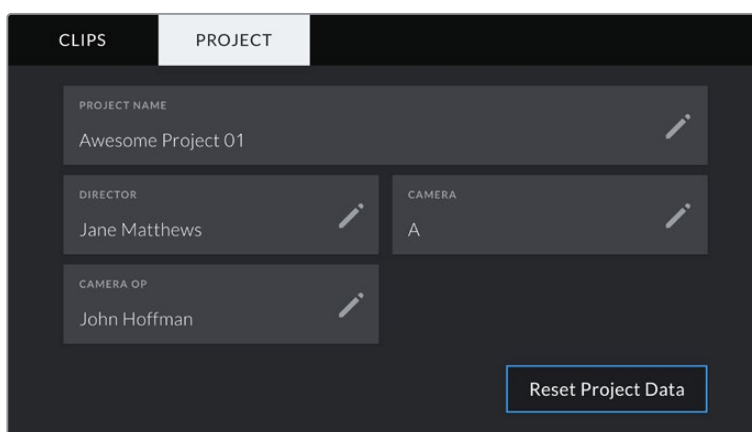 CLIPS PROJECT
PROJECT NAME
Awesome Project 01
DIRECTOR
Jane Matthews
CAMERA
A
CAMERA OP
John Hoffman
Reset Project Data